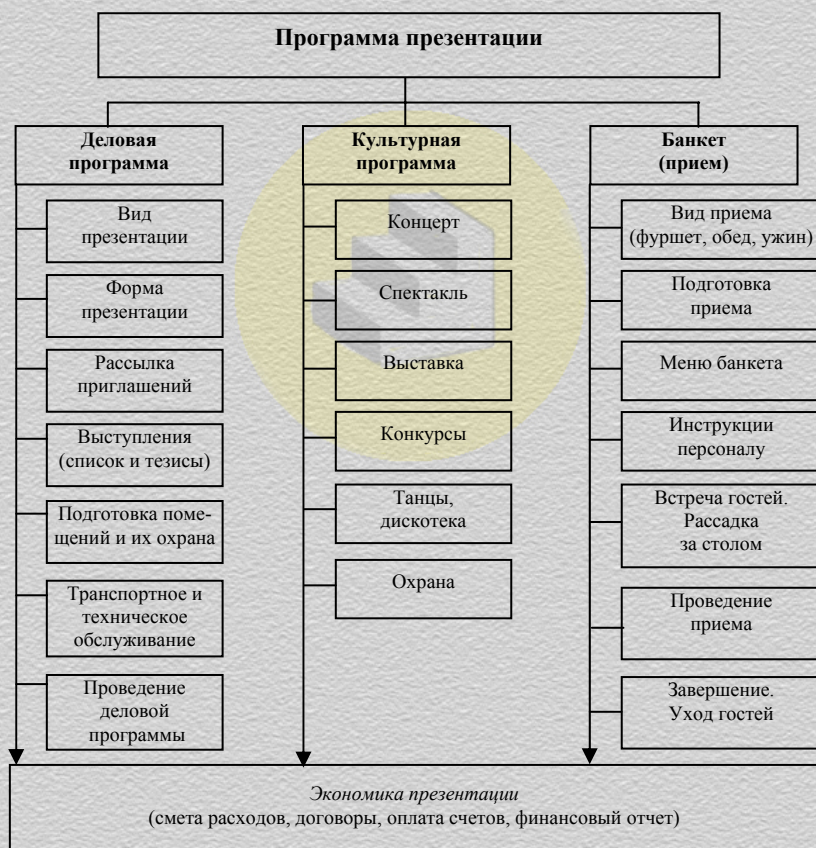 Программа презентации
Деловая
программа
Вид
презентации
Форма
презентации
Рассылка
приглашений
Выступления
(список и тезисы)
Подготовка поме-
щений и их охрана
Транспортное и
техническое
обслуживание
Проведение
деловой
программы
Культурная
программа
Концерт
Спектакль
Выставка
Конкурсы
Танцы,
дискотека
Охрана
Банкет
(прием)
Вид приема
(фуршет, обед, ужин)
Подготовка
приема
Меню банкета
Инструкции
персоналу
Встреча гостей.
Рассадка
за столом
Проведение
приема
Завершение.
Уход гостей
Экономика презентации
(смета расходов, договоры, оплата счетов, финансовый отчет)